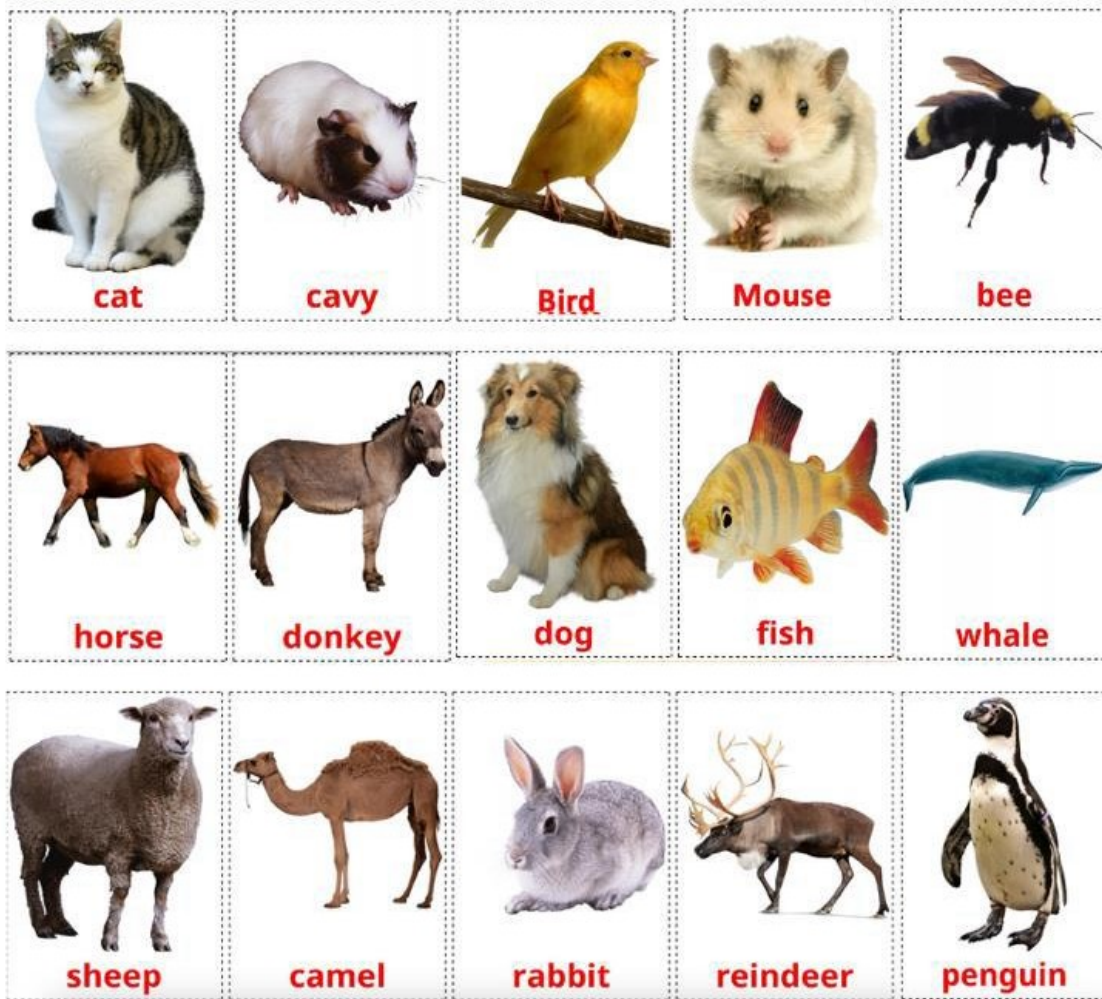 cat
cavy
Bird
Mouse
bee
horse
donkey
dog
fish
whale
sheep
camel
rabbit
reindeer
penguin